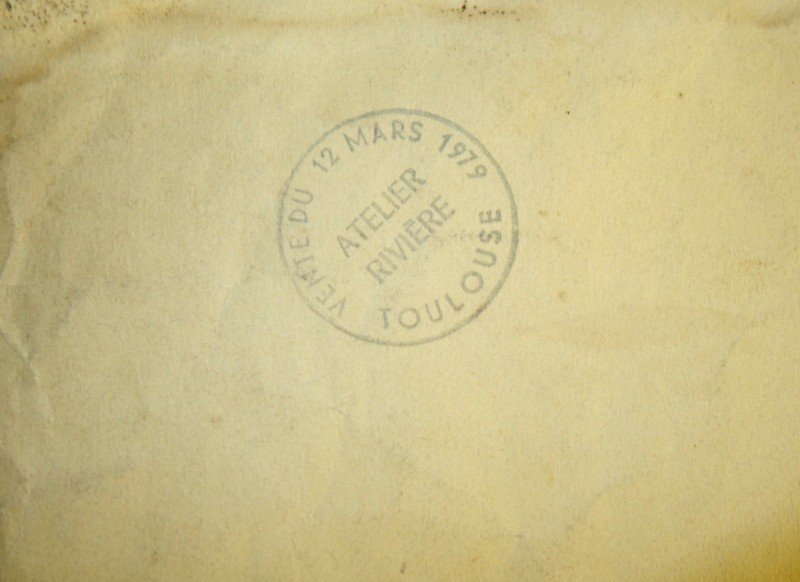 VENTE DU 12 MARS 1979
ATELIER
RIVIÈRE
TOULOUSE